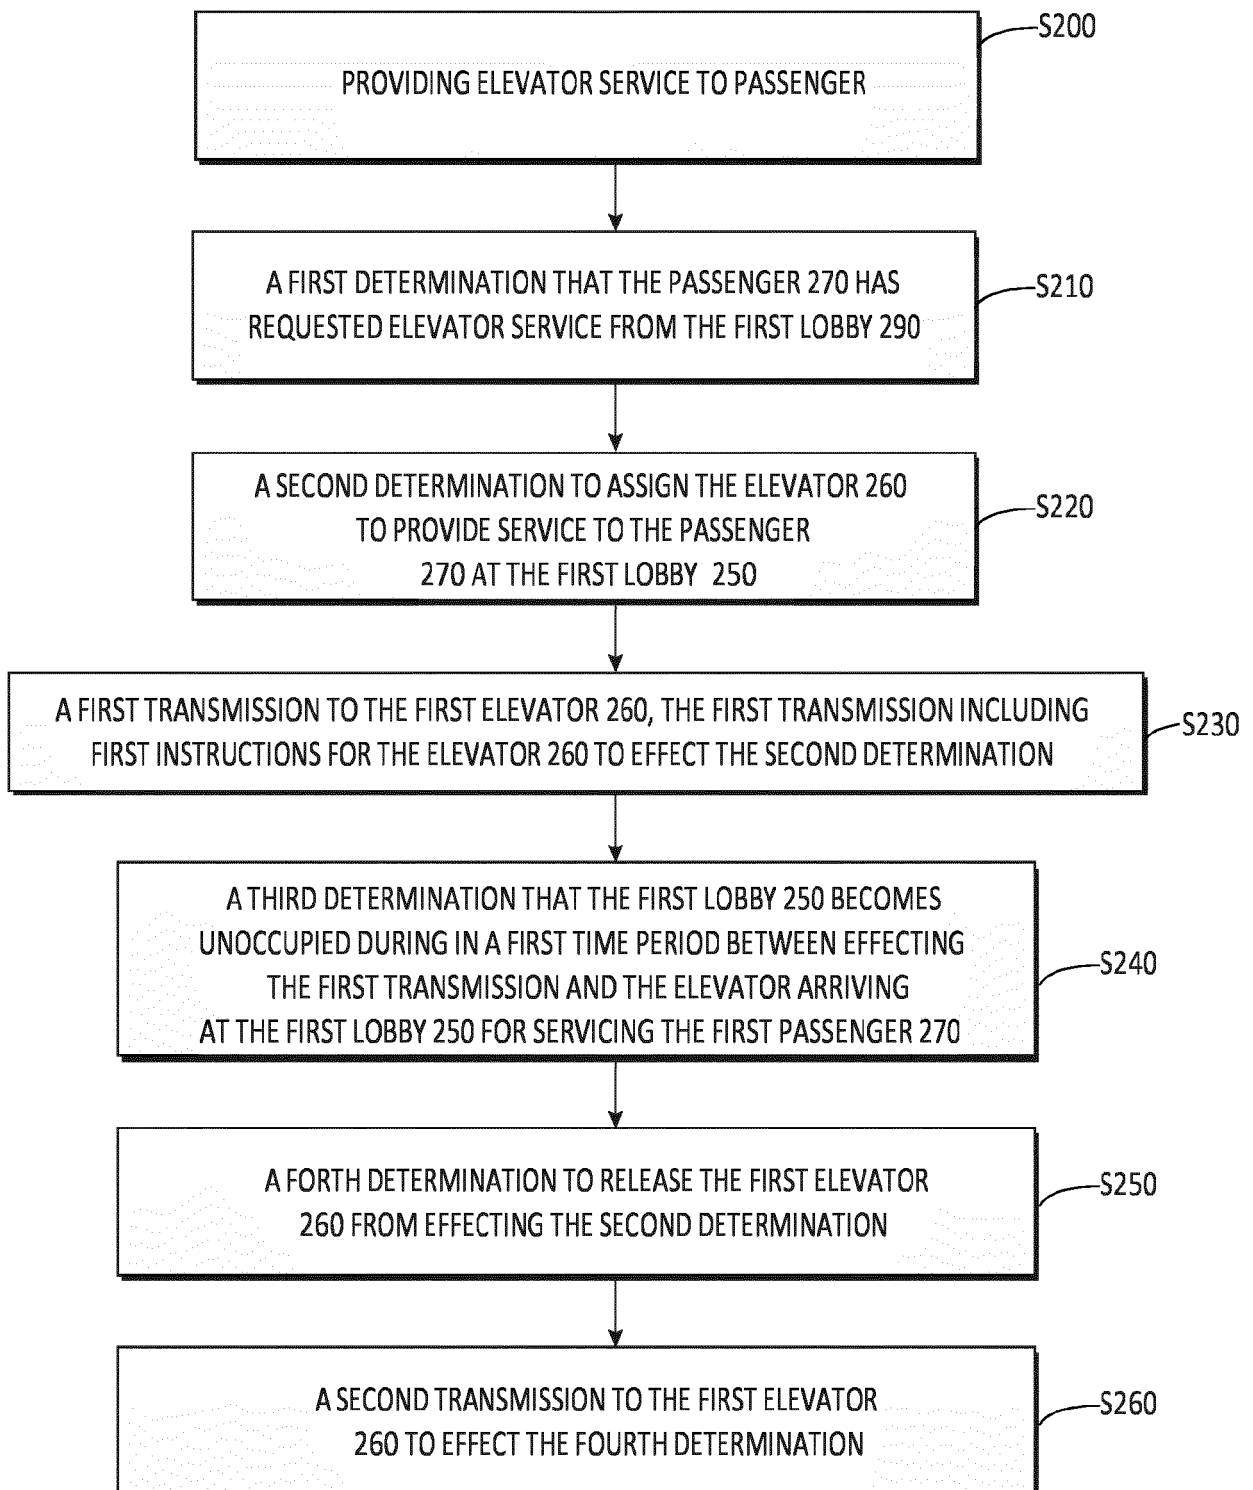 PROVIDING ELEVATOR SERVICE TO PASSENGER
S200
A FIRST DETERMINATION THAT THE PASSENGER 270 HAS
REQUESTED ELEVATOR SERVICE FROM THE FIRST LOBBY 290
S210
A SECOND DETERMINATION TO ASSIGN THE ELEVATOR 260
TO PROVIDE SERVICE TO THE PASSENGER
270 AT THE FIRST LOBBY 250
S220
A FIRST TRANSMISSION TO THE FIRST ELEVATOR 260, THE FIRST TRANSMISSION INCLUDING
FIRST INSTRUCTIONS FOR THE ELEVATOR 260 TO EFFECT THE SECOND DETERMINATION
S230
A THIRD DETERMINATION THAT THE FIRST LOBBY 250 BECOMES
UNOCCUPIED DURING IN A FIRST TIME PERIOD BETWEEN EFFECTING
THE FIRST TRANSMISSION AND THE ELEVATOR ARRIVING
AT THE FIRST LOBBY 250 FOR SERVICING THE FIRST PASSENGER 270
S240
A FORTH DETERMINATION TO RELEASE THE FIRST ELEVATOR
260 FROM EFFECTING THE SECOND DETERMINATION
S250
A SECOND TRANSMISSION TO THE FIRST ELEVATOR
260 TO EFFECT THE FOURTH DETERMINATION
S260